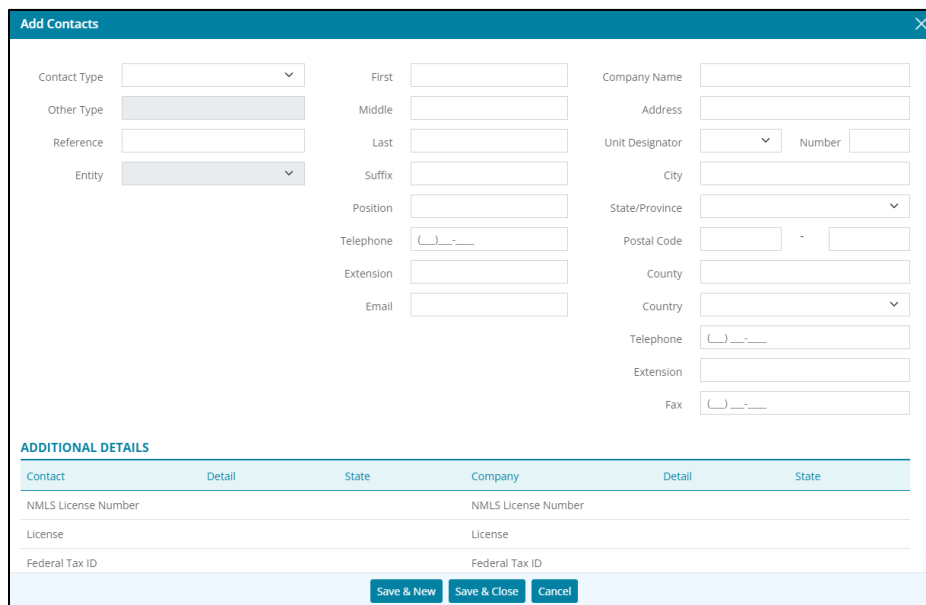 Add Contacts
Contact Type First Company Name
Other Type Middle Address
Reference Last Unit Designator Number
Entity Suffix City
Position State/Province
Telephone (___)___-____ Postal Code -
Extension County
Email Country
Telephone (___) ___-____
Extension
Fax (___) ___-____
ADDITIONAL DETAILS
Contact Detail State Company Detail State
NMLS License Number NMLS License Number
License License
Federal Tax ID Federal Tax ID
Save & New Save & Close Cancel